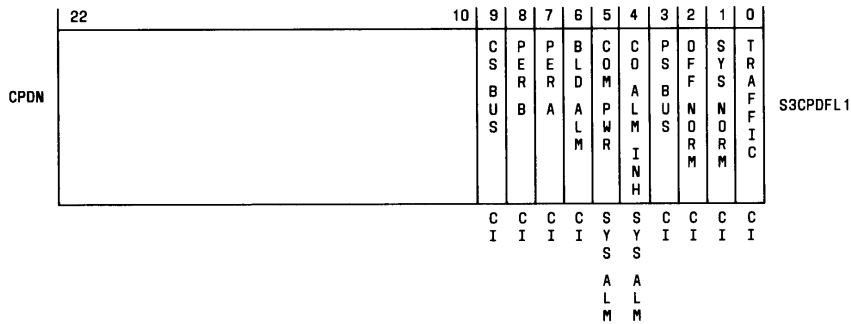 22 10 9 8 7 6 5 4 3 2 1 0
CPDN
CS BUS
PER B
PER A
BLD ALM
COM PWR
CO ALM INH
PS BUS
OFF NORM
SYS NORM
TRAFFIC
S3CPDFL1
CI
CI
CI
CI
SYS ALM
SYS ALM
CI
CI
CI
CI